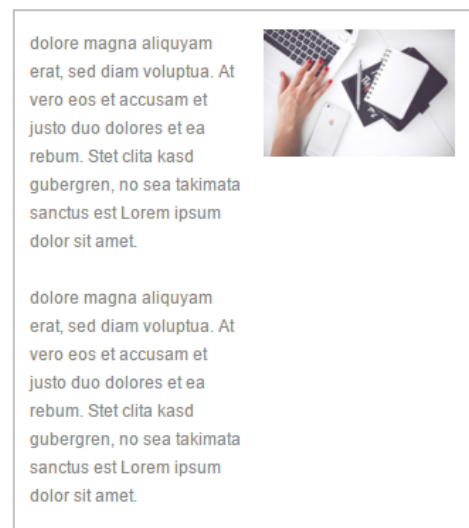 dolore magna aliquyam
erat, sed diam voluptua. At
vero eos et accusam et
justo duo dolores et ea
rebum. Stet clita kasd
gubergren, no sea takimata
sanctus est Lorem ipsum
dolor sit amet.
dolore magna aliquyam
erat, sed diam voluptua. At
vero eos et accusam et
justo duo dolores et ea
rebum. Stet clita kasd
gubergren, no sea takimata
sanctus est Lorem ipsum
dolor sit amet.